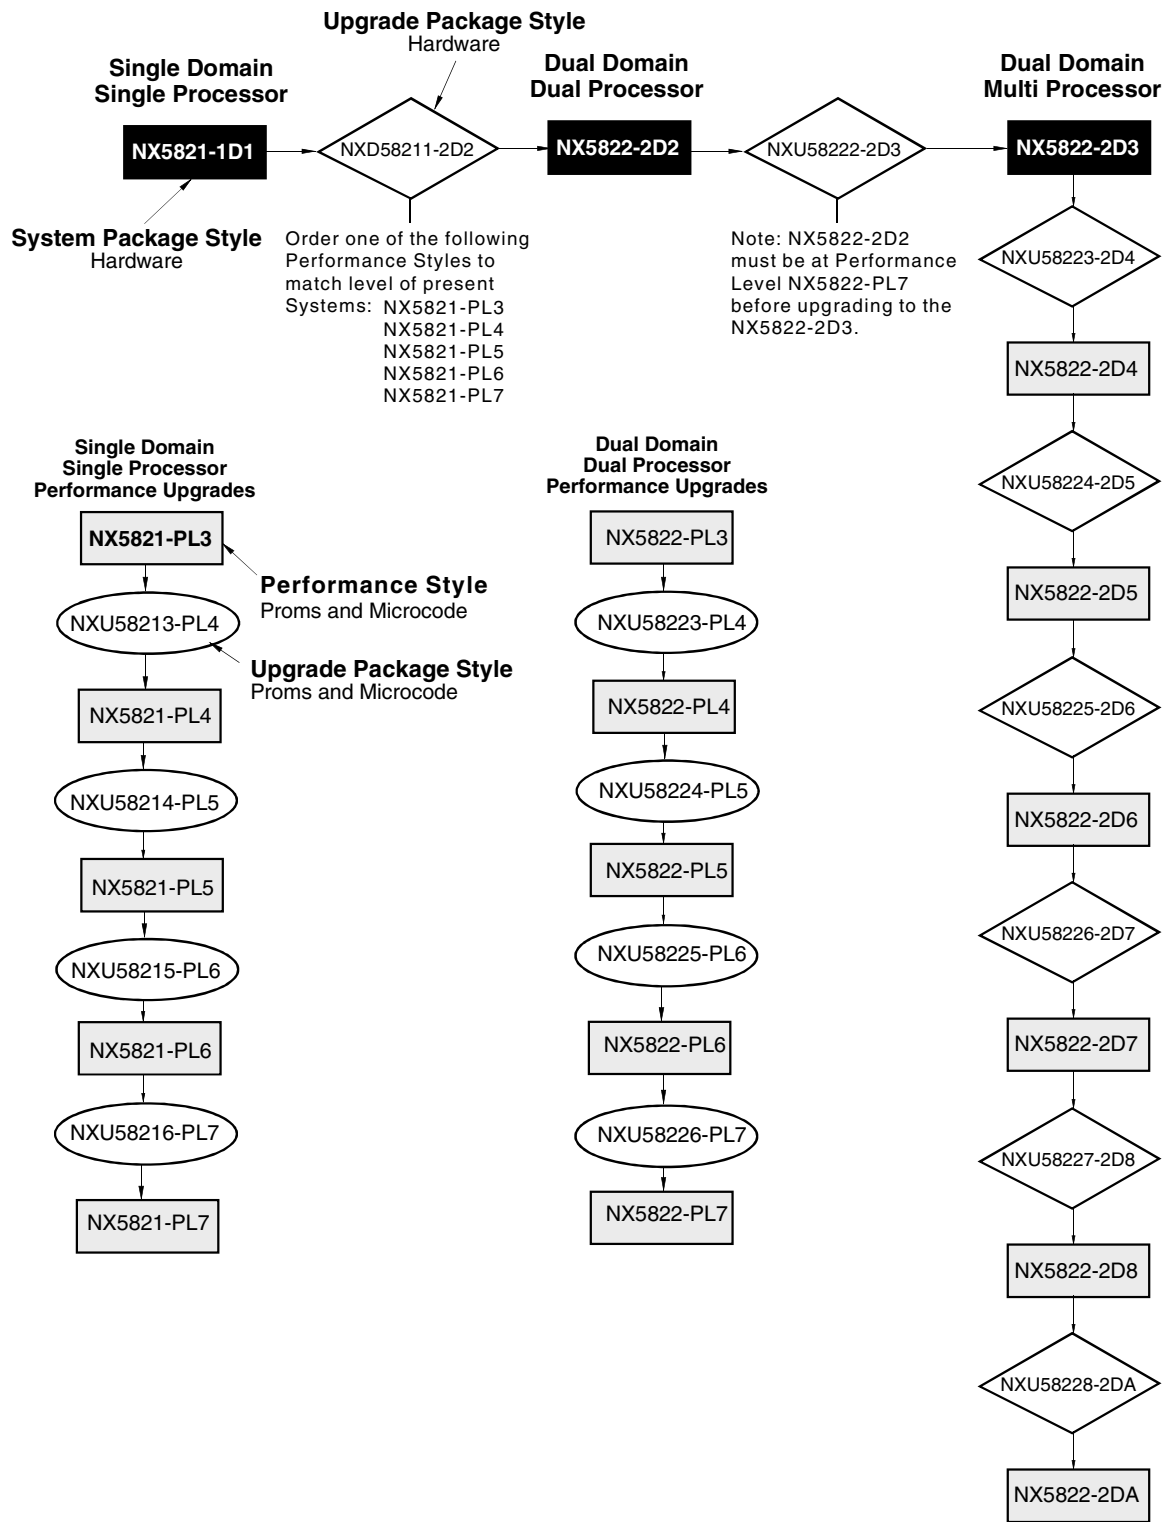 Upgrade Package Style
Hardware
Single Domain
Single Processor
Dual Domain
Dual Processor
Dual Domain
Multi Processor
NX5821-1D1
NXD58211-2D2
NX5822-2D2
NXU58222-2D3
NX5822-2D3
System Package Style
Hardware
Order one of the following
Performance Styles to
match level of present
Systems: NX5821-PL3
NX5821-PL4
NX5821-PL5
NX5821-PL6
NX5821-PL7
Note: NX5822-2D2
must be at Performance
Level NX5822-PL7
before upgrading to the
NX5822-2D3.
NXU58223-2D4
NX5822-2D4
NXU58224-2D5
NX5822-2D5
NXU58225-2D6
NX5822-2D6
NXU58226-2D7
NX5822-2D7
NXU58227-2D8
NX5822-2D8
NXU58228-2DA
NX5822-2DA
Single Domain
Single Processor
Performance Upgrades
NX5821-PL3
Performance Style
Proms and Microcode
NXU58213-PL4
Upgrade Package Style
Proms and Microcode
NX5821-PL4
NXU58214-PL5
NX5821-PL5
NXU58215-PL6
NX5821-PL6
NXU58216-PL7
NX5821-PL7
Dual Domain
Dual Processor
Performance Upgrades
NX5822-PL3
NXU58223-PL4
NX5822-PL4
NXU58224-PL5
NX5822-PL5
NXU58225-PL6
NX5822-PL6
NXU58226-PL7
NX5822-PL7